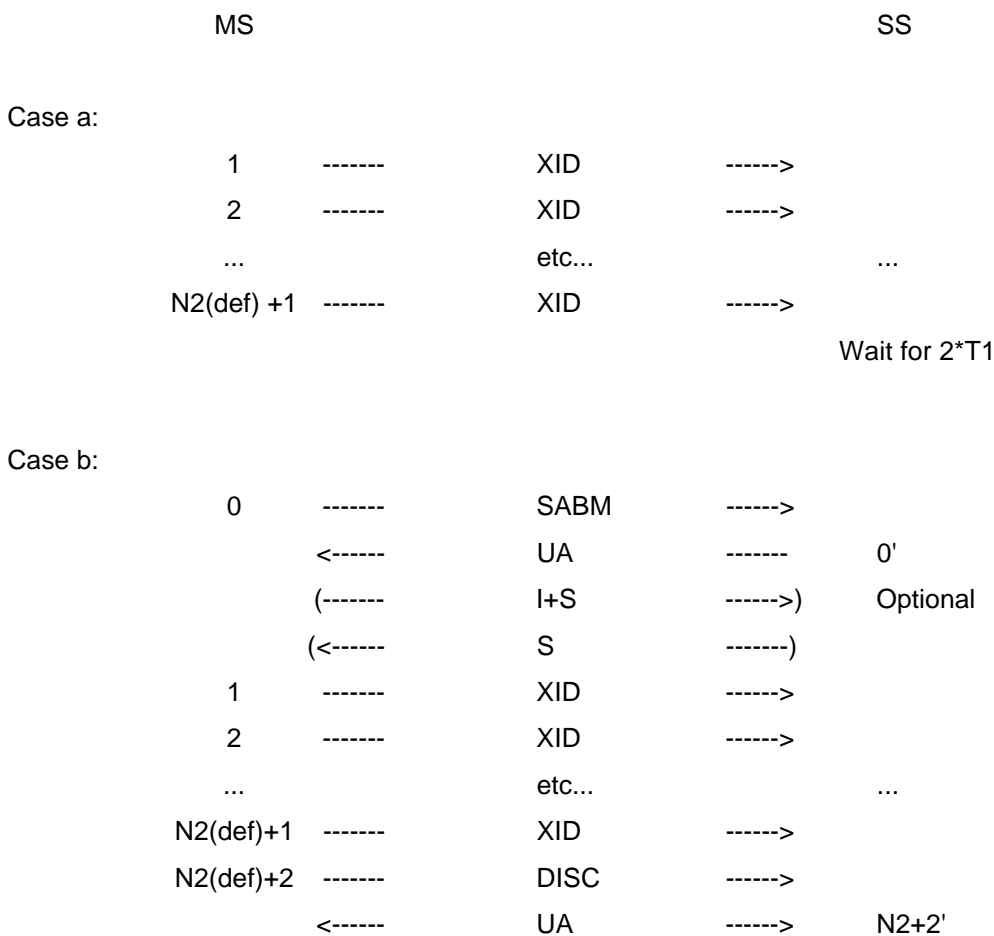 MS SS
Case a:
1 ------- XID ------>
2 ------- XID ------>
... etc... ...
N2(def) +1 ------- XID ------>
Wait for 2*T1
Case b:
0 ------- SABM ------>
<------ UA ------- 0'
(------- I+S ------>) Optional
(<------ S -------)
1 ------- XID ------>
2 ------- XID ------>
... etc... ...
N2(def)+1 ------- XID ------>
N2(def)+2 ------- DISC ------>
<------ UA ------> N2+2'